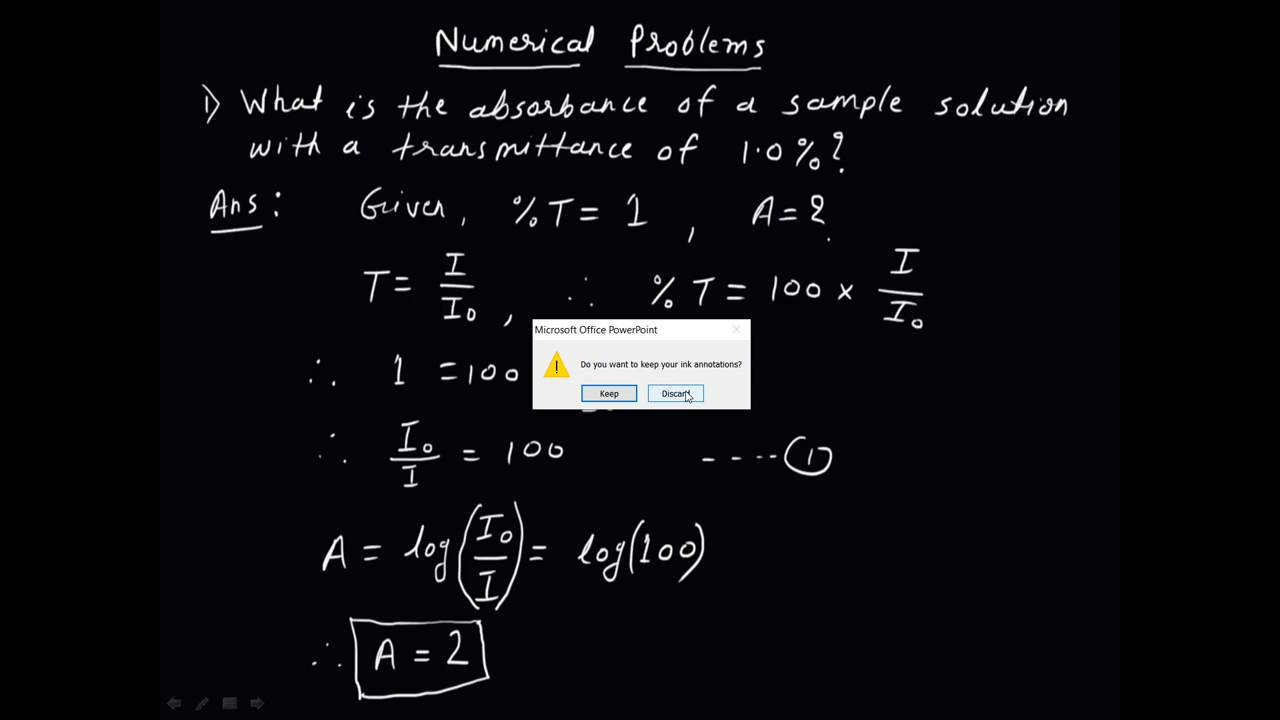 Numerical Problems
1) What is the absorbance of a sample solution
with a transmittance of 1.0%?
Ans: Given, %T = 1, A = ?
T = I/I₀, ∴ %T = 100 × I/I₀
Microsoft Office PowerPoint
Do you want to keep your ink annotations?
Keep Discard
∴ 1 = 100
∴ I₀/I = 100 ----①
A = log(I₀/I) = log(100)
∴ A = 2